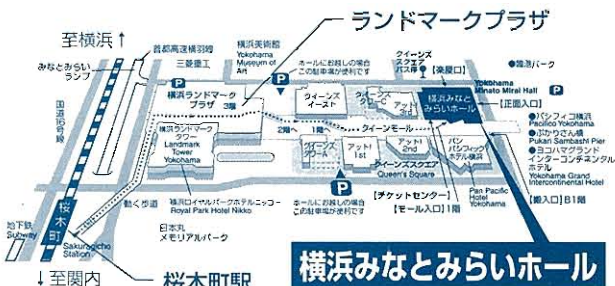 ランドマークプラザ
至横浜↑
首都高速横羽線
三菱重工
みなとみらい
ランプ
国道16号線
横浜美術館
Yokohama
Museum of
Art
ホールにお越しの場合
この駐車場が便利です
クイーンズ
スクエア
バス停
【楽屋口】
Yokohama
Minato Mirai Hall
●臨港パーク
P
P
P
横浜ランドマーク
プラザ
3階
クイーンズ
イースト
アット!
3rd
横浜みなと
みらいホール
【正面入口】
●パシフィコ横浜
Pacifico Yokohama
●ぷかりさん橋
Pukari Sambashi Pier
●ヨコハマグランド
インターコンチネンタル
ホテル
Yokohama Grand
Intercontinental Hotel
2階へ
1階へ
クイーンモール
横浜ランドマーク
タワー
Landmark
Tower
Yokohama
クイーンズ
タワーA
アット!
1st
アット!
2nd
パン
パシフィック
ホテル横浜
クイーンズスクエア
Queen's Square
Pan Pacific
Hotel
Yokohama
【搬入口】B1階
P
【チケットセンター】
【モール入口】1階
動く歩道
横浜ロイヤルパークホテルニッコー
Royal Park Hotel Nikko
ホールにお越しの場合
この駐車場が便利です
日本丸
メモリアルパーク
桜木町
地下鉄
Subway
Sakuragicho
Station
↓至関内
桜木町駅
横浜みなとみらいホール